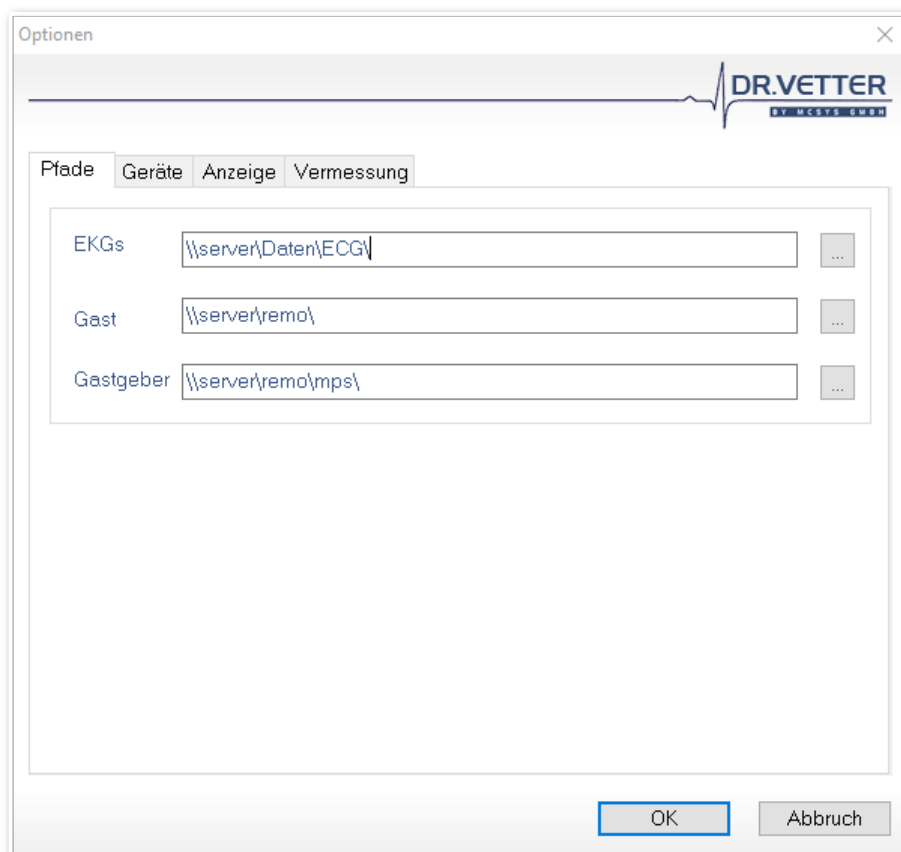 Optionen
DR.VETTER
BY MCSYS GMBH
Pfade Geräte Anzeige Vermessung
EKGs \\server\Daten\ECG\ ...
Gast \\server\remo\ ...
Gastgeber \\server\remo\mps\ ...
OK Abbruch